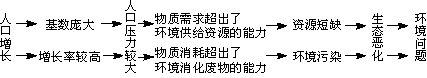 人口增长
基数庞大
增长率较高
人口压力较大
物质需求超出了
环境供给资源的能力
物质消耗超出了
环境消化废物的能力
资源短缺
环境污染
生态恶化
环境问题